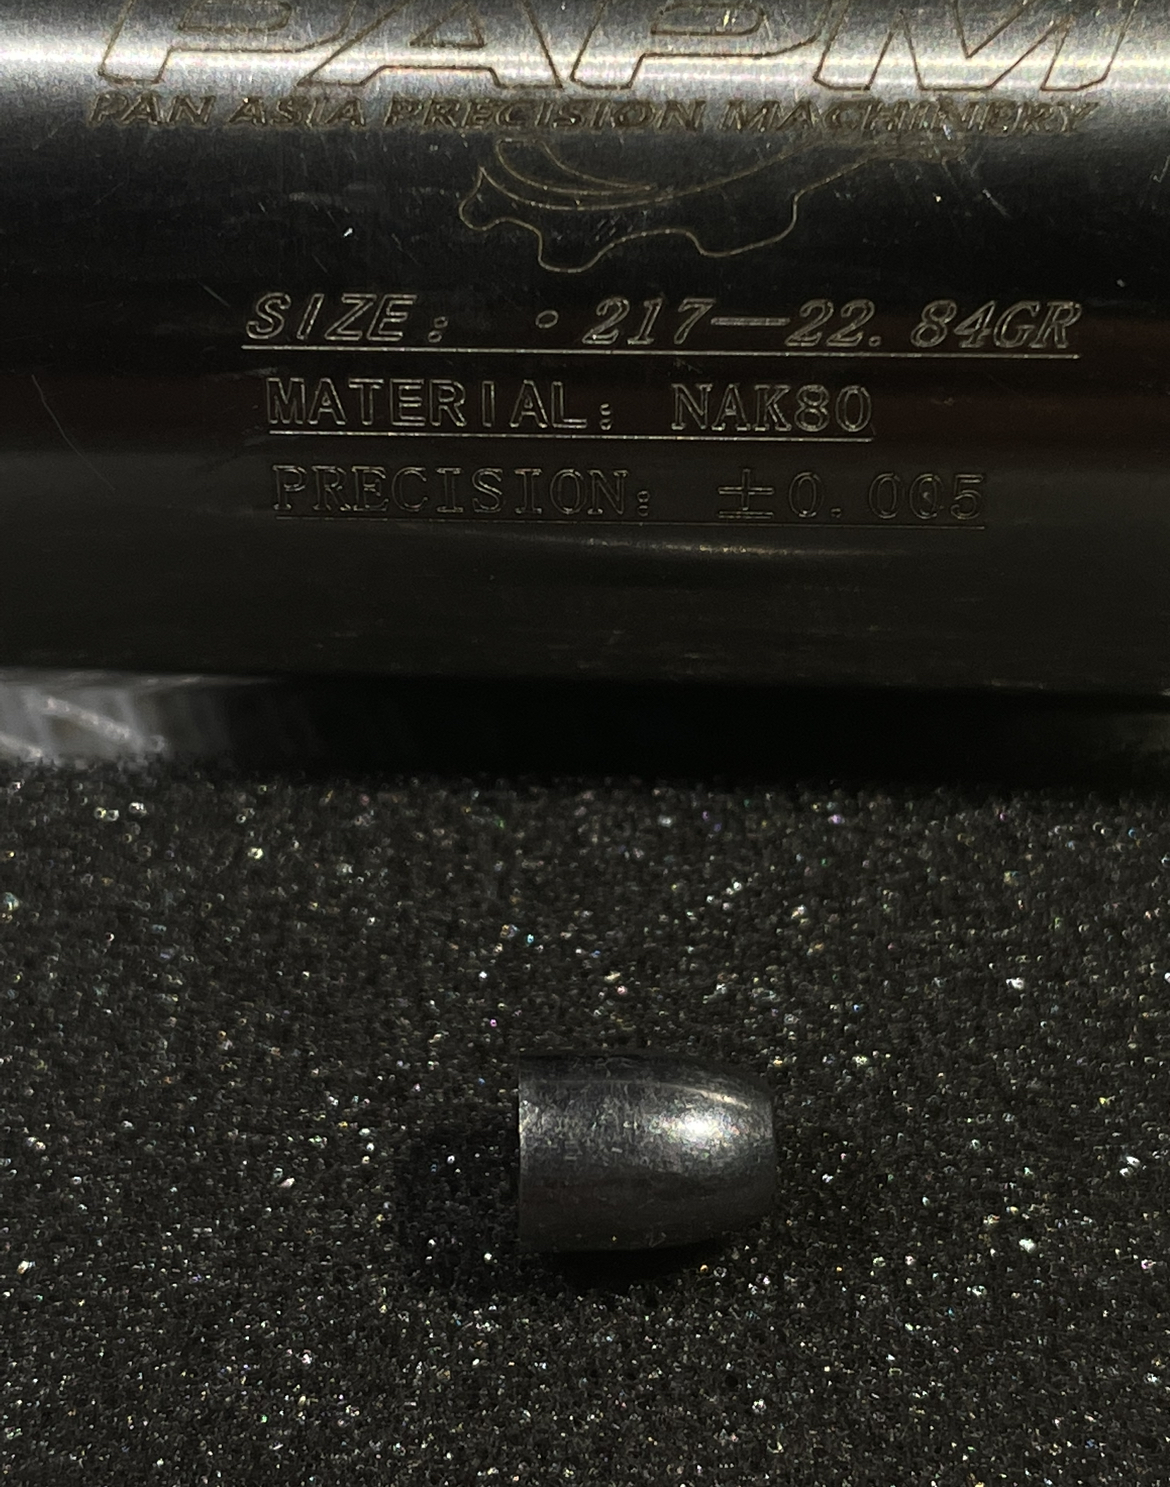 PAPM
PAN ASIA PRECISION MACHINERY
SIZE: .217—22.84GR
MATERIAL: NAK80
PRECISION: ±0.005